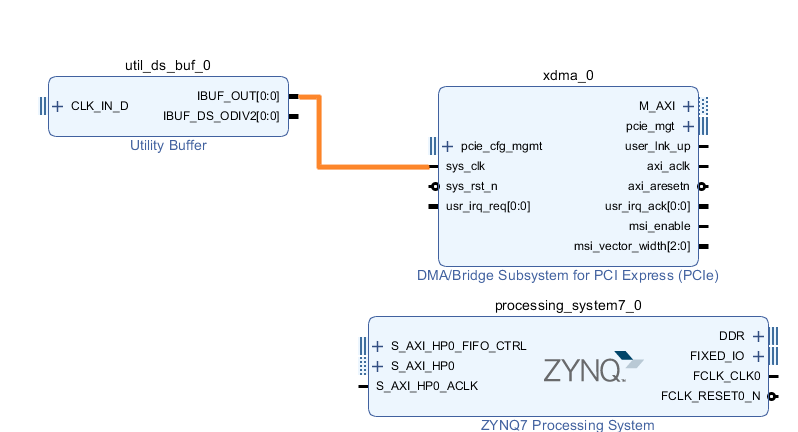 util_ds_buf_0
CLK_IN_D
IBUF_OUT[0:0]
IBUF_DS_ODIV2[0:0]
Utility Buffer
xdma_0
M_AXI
pcie_mgt
pcie_cfg_mgmt
user_lnk_up
sys_clk
axi_aclk
sys_rst_n
axi_aresetn
usr_irq_req[0:0]
usr_irq_ack[0:0]
msi_enable
msi_vector_width[2:0]
DMA/Bridge Subsystem for PCI Express (PCIe)
processing_system7_0
DDR
S_AXI_HP0_FIFO_CTRL
FIXED_IO
S_AXI_HP0
FCLK_CLK0
S_AXI_HP0_ACLK
FCLK_RESET0_N
ZYNQ
ZYNQ7 Processing System